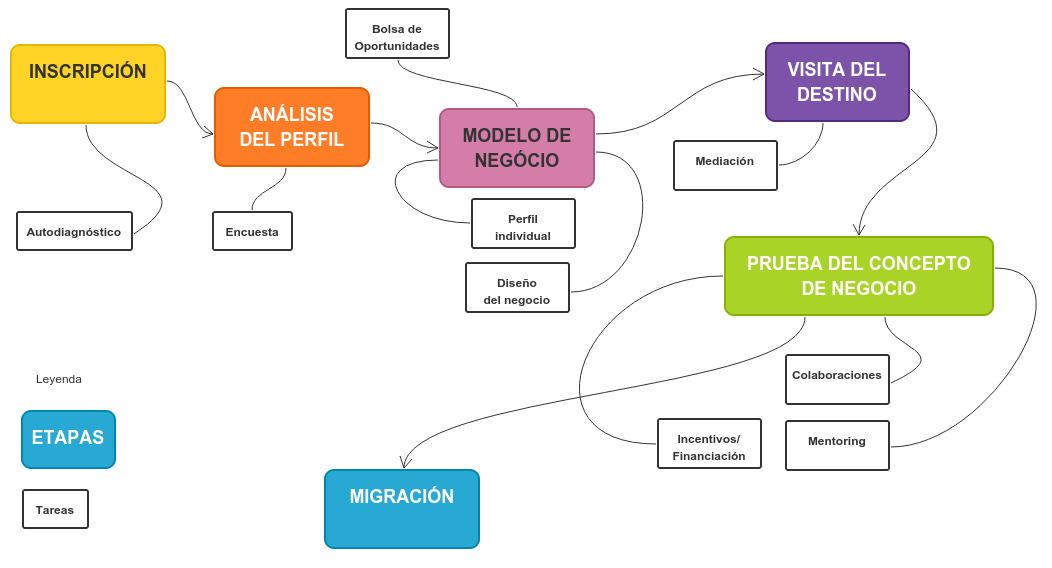 INSCRIPCIÓN
Autodiagnóstico
ANÁLISIS
DEL PERFIL
Encuesta
Bolsa de
Oportunidades
MODELO DE
NEGÓCIO
Perfil
individual
Diseño
del negocio
VISITA DEL
DESTINO
Mediación
PRUEBA DEL CONCEPTO
DE NEGOCIO
Colaboraciones
Mentoring
Incentivos/
Financiación
MIGRACIÓN
Leyenda
ETAPAS
Tareas